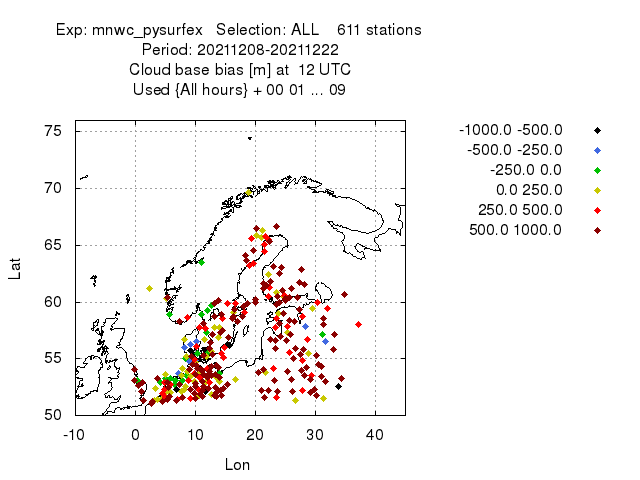 Exp: mnwc_pysurfex   Selection: ALL    611 stations
Period: 20211208-20211222
Cloud base bias [m] at  12 UTC
Used {All hours} + 00 01 ... 09
-1000.0 -500.0
-500.0 -250.0
-250.0 0.0
0.0 250.0
250.0 500.0
500.0 1000.0
75
70
65
60
55
50
Lat
-10 0 10 20 30 40
Lon